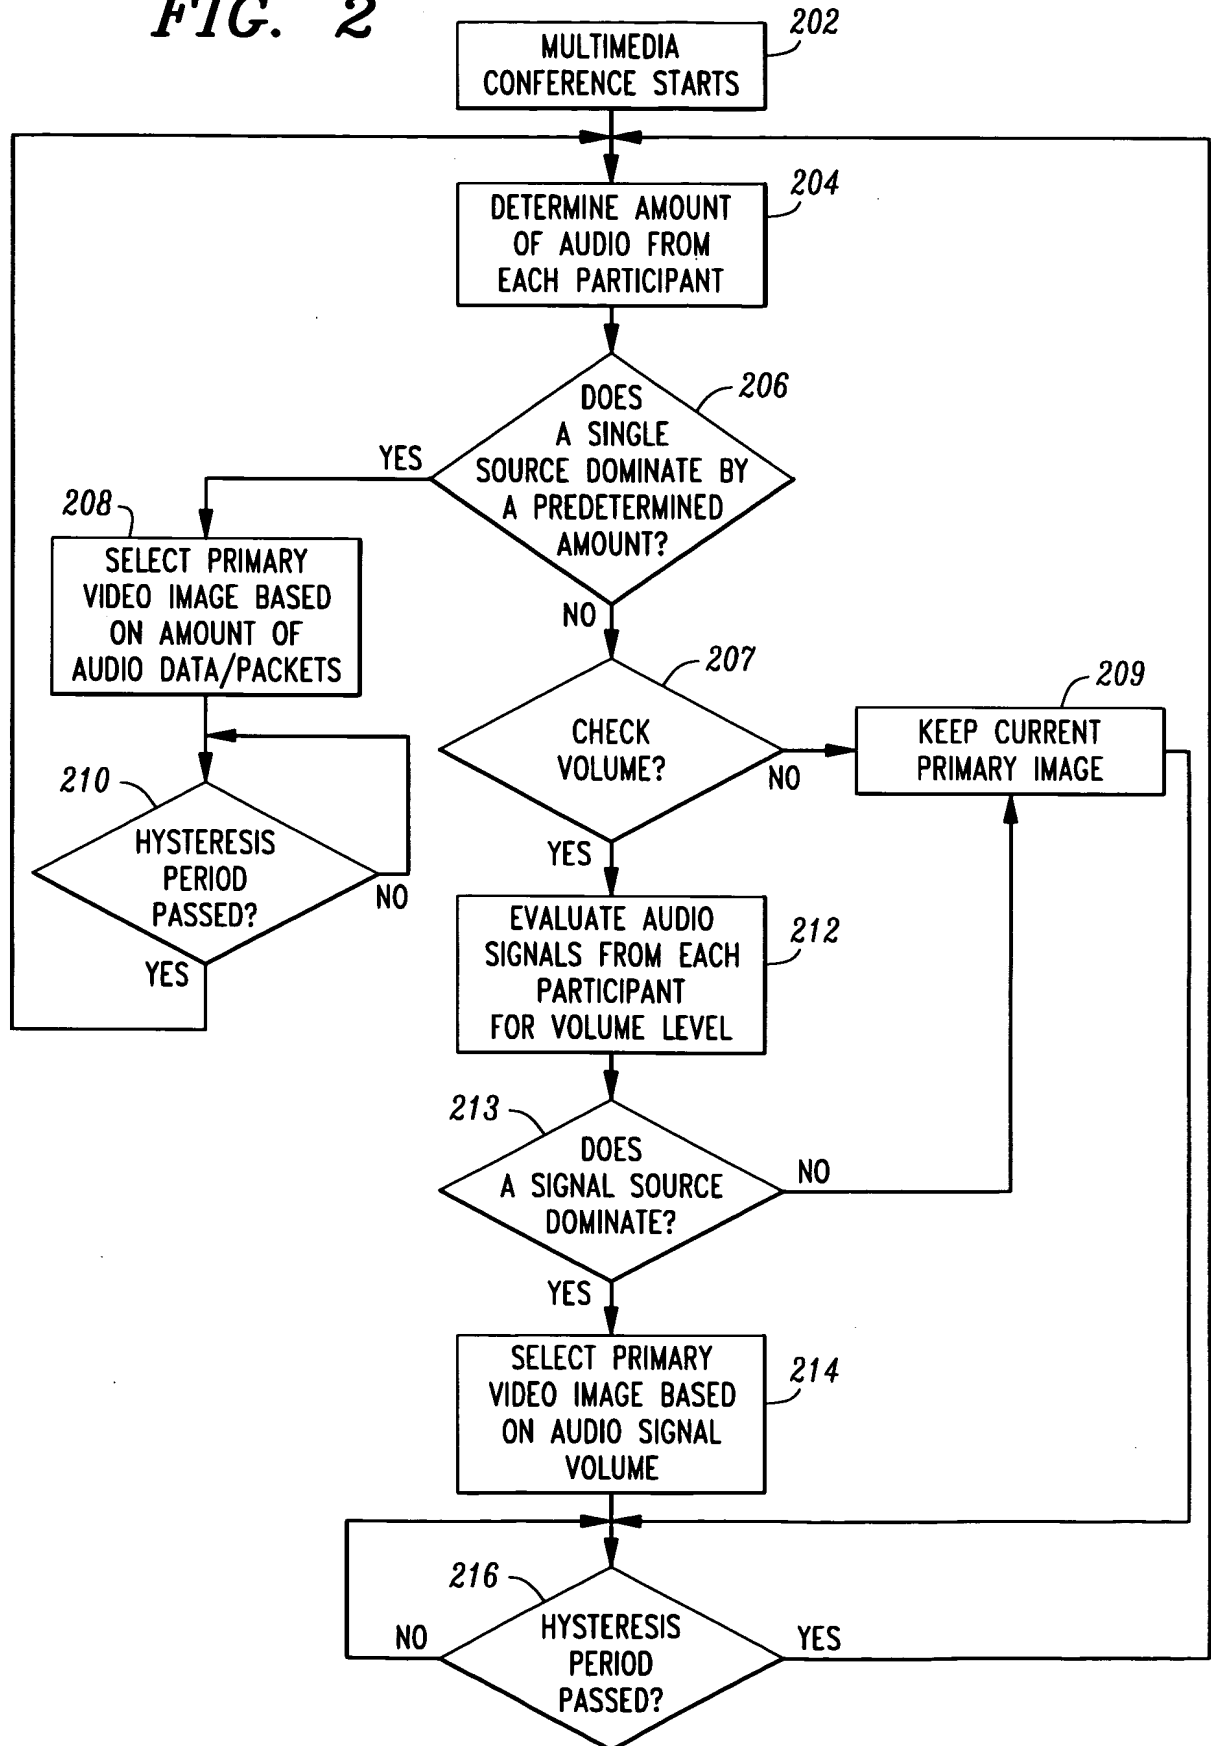 FIG. 2
MULTIMEDIA
CONFERENCE STARTS
202
DETERMINE AMOUNT
OF AUDIO FROM
EACH PARTICIPANT
204
DOES
A SINGLE
SOURCE DOMINATE BY
A PREDETERMINED
AMOUNT?
206
YES
NO
208
SELECT PRIMARY
VIDEO IMAGE BASED
ON AMOUNT OF
AUDIO DATA/PACKETS
207
CHECK
VOLUME?
NO
YES
209
KEEP CURRENT
PRIMARY IMAGE
210
HYSTERESIS
PERIOD
PASSED?
NO
YES
EVALUATE AUDIO
SIGNALS FROM EACH
PARTICIPANT
FOR VOLUME LEVEL
212
213
DOES
A SIGNAL SOURCE
DOMINATE?
NO
YES
SELECT PRIMARY
VIDEO IMAGE BASED
ON AUDIO SIGNAL
VOLUME
214
216
HYSTERESIS
PERIOD
PASSED?
NO
YES